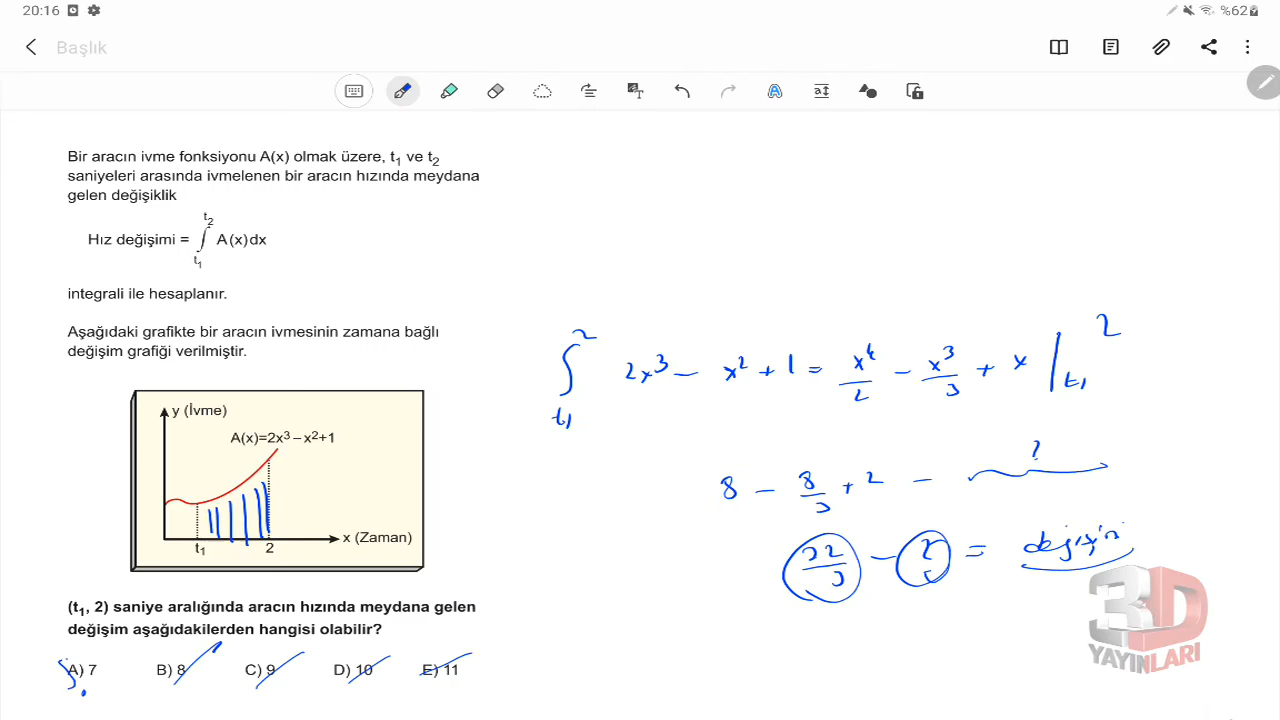 20:16
%62
Başlık
Bir aracın ivme fonksiyonu A(x) olmak üzere, t₁ ve t₂
saniyeleri arasında ivmelenen bir aracın hızında meydana
gelen değişiklik
Hız değişimi = ∫ₜ₁ᵗ² A(x)dx
integrali ile hesaplanır.
Aşağıdaki grafikte bir aracın ivmesinin zamana bağlı
değişim grafiği verilmiştir.
y (İvme)
A(x)=2x³–x²+1
x (Zaman)
t₁ 2
(t₁, 2) saniye aralığında aracın hızında meydana gelen
değişim aşağıdakilerden hangisi olabilir?
A) 7 B) 8 C) 9 D) 10 E) 11
∫ₜ₁² 2x³ – x² + 1 = x⁴/2 – x³/3 + x |ₜ₁²
8 – 8/3 + 2 – ?
22/3 – ? = değişim
3D
YAYINLARI